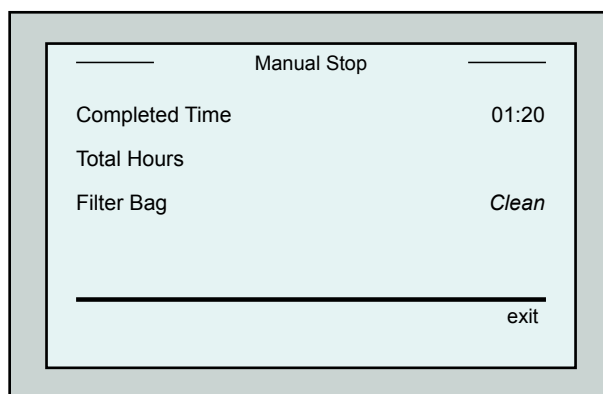 Manual Stop
Completed Time 01:20
Total Hours
Filter Bag Clean
exit